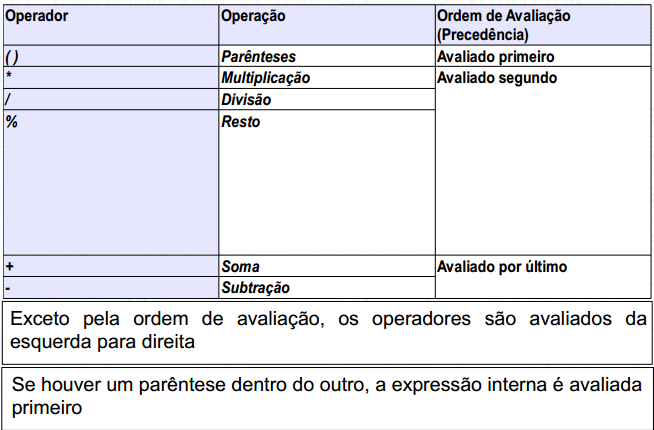 Operador Operação Ordem de Avaliação
(Precedência)
( ) Parênteses Avaliado primeiro
* Multiplicação Avaliado segundo
/ Divisão
% Resto
+ Soma Avaliado por último
- Subtração
Exceto pela ordem de avaliação, os operadores são avaliados da
esquerda para direita
Se houver um parêntese dentro do outro, a expressão interna é avaliada
primeiro